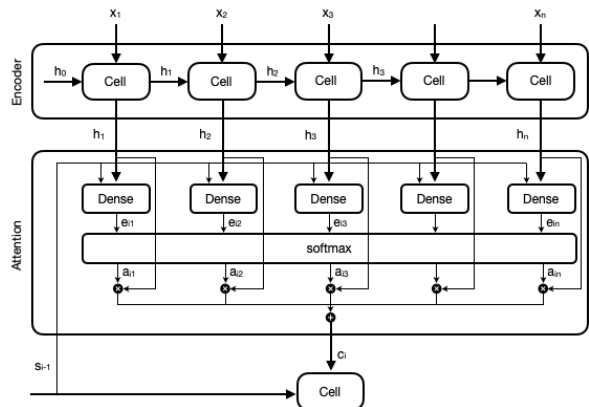 x₁ x₂ x₃ xₙ
Encoder
h₀ Cell h₁ Cell h₂ Cell h₃ Cell Cell
h₁ h₂ h₃ hₙ
Attention
Dense Dense Dense Dense Dense
eᵢ₁ eᵢ₂ eᵢ₃ eᵢₙ
softmax
aᵢ₁ aᵢ₂ aᵢ₃ aᵢₙ
sᵢ₋₁
cᵢ
Cell